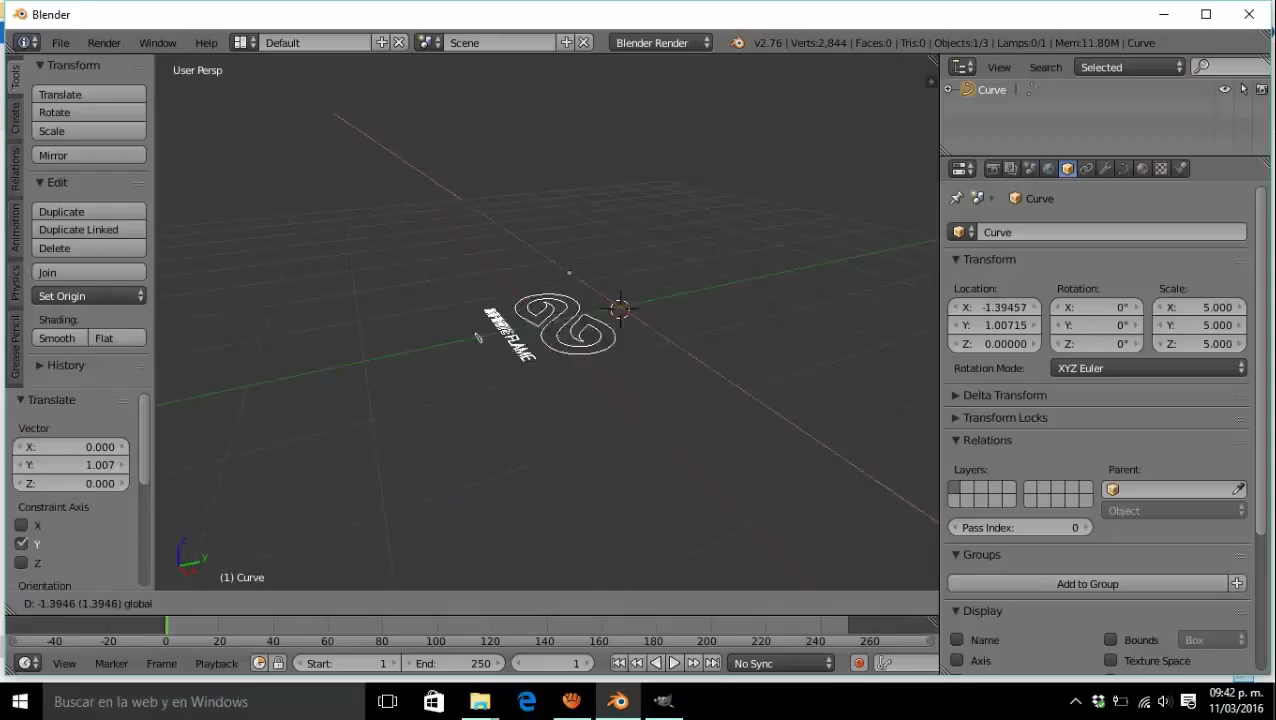 Blender
File Render Window Help Default Scene Blender Render v2.76 | Verts:2,844 | Faces:0 | Tris:0 | Objects:1/3 | Lamps:0/1 | Mem:11.80M | Curve
Tools
Create
Relations
Animation
Physics
Grease Pencil
Transform
Translate
Rotate
Scale
Mirror
Edit
Duplicate
Duplicate Linked
Delete
Join
Set Origin
Shading:
Smooth Flat
History
Translate
Vector
X: 0.000
Y: 1.007
Z: 0.000
Constraint Axis
X
Y
Z
Orientation
User Persp
FLAME
z
y
(1) Curve
D: -1.3946 (1.3946) global
View Search Selected
Curve
Curve
Curve
Transform
Location: Rotation: Scale:
X: -1.39457 X: 0° X: 5.000
Y: 1.00715 Y: 0° Y: 5.000
Z: 0.00000 Z: 0° Z: 5.000
Rotation Mode: XYZ Euler
Delta Transform
Transform Locks
Relations
Layers: Parent:
Object
Pass Index: 0
Groups
Add to Group
Display
Name Bounds Box
Axis Texture Space
-40 -20 0 20 40 60 80 100 120 140 160 180 200 220 240 260
View Marker Frame Playback Start: 1 End: 250 1 No Sync
Buscar en la web y en Windows
09:42 p. m.
11/03/2016